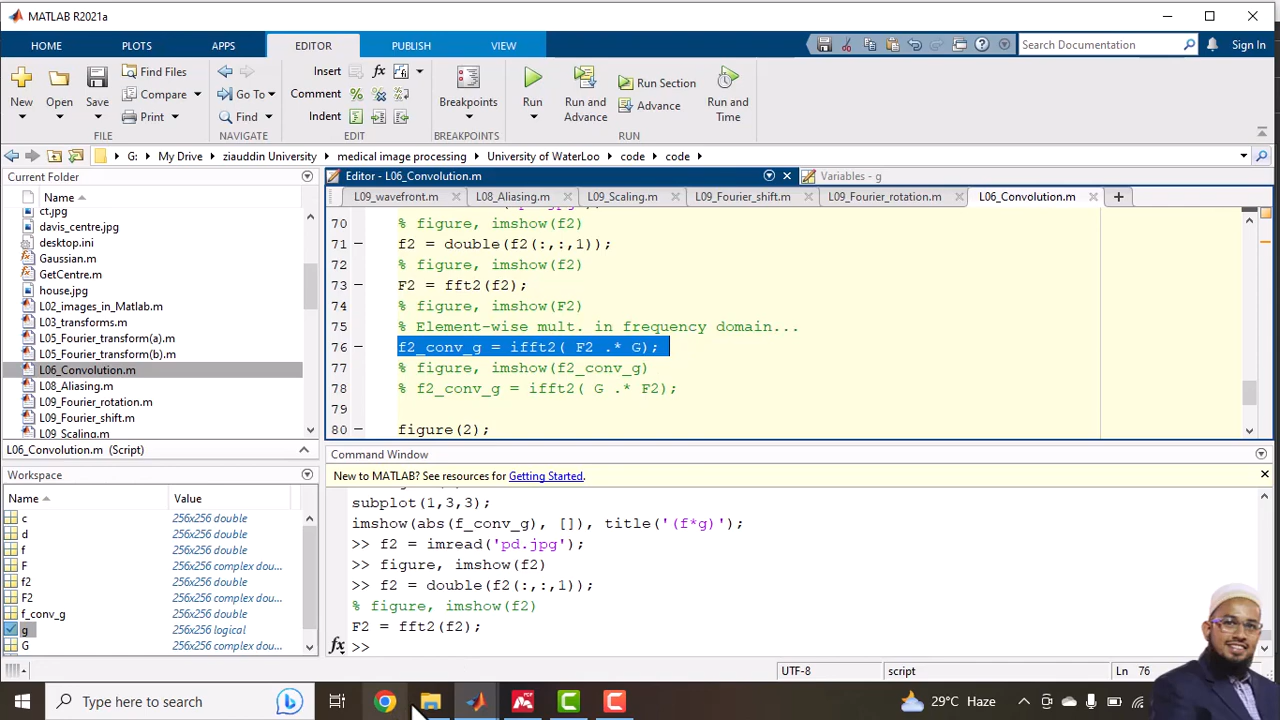 MATLAB R2021a
HOME PLOTS APPS EDITOR PUBLISH VIEW
Search Documentation Sign In
New Open Save Find Files Compare Print
FILE
Go To Find
NAVIGATE
Insert fx
Comment % %
Indent
EDIT
Breakpoints
BREAKPOINTS
Run Run and Advance Run Section Advance Run and Time
RUN
G: My Drive ziauddin University medical image processing University of WaterLoo code code
Current Folder
Name
ct.jpg
davis_centre.jpg
desktop.ini
Gaussian.m
GetCentre.m
house.jpg
L02_images_in_Matlab.m
L03_transforms.m
L05_Fourier_transform(a).m
L05_Fourier_transform(b).m
L06_Convolution.m
L08_Aliasing.m
L09_Fourier_rotation.m
L09_Fourier_shift.m
L09_Scaling.m
L06_Convolution.m (Script)
Workspace
Name Value
c 256x256 double
d 256x256 double
f 256x256 double
F 256x256 complex dou...
f2 256x256 double
F2 256x256 complex dou...
f_conv_g 256x256 double
g 256x256 logical
G 256x256 complex dou...
Editor - L06_Convolution.m Variables - g
L09_wavefront.m L08_Aliasing.m L09_Scaling.m L09_Fourier_shift.m L09_Fourier_rotation.m L06_Convolution.m
70 % figure, imshow(f2)
71 f2 = double(f2(:,:,1));
72 % figure, imshow(f2)
73 F2 = fft2(f2);
74 % figure, imshow(F2)
75 % Element-wise mult. in frequency domain...
76 f2_conv_g = ifft2( F2 .* G);
77 % figure, imshow(f2_conv_g)
78 % f2_conv_g = ifft2( G .* F2);
79
80 figure(2);
Command Window
New to MATLAB? See resources for Getting Started.
subplot(1,3,3);
imshow(abs(f_conv_g), []), title('(f*g)');
>> f2 = imread('pd.jpg');
>> figure, imshow(f2)
>> f2 = double(f2(:,:,1));
% figure, imshow(f2)
F2 = fft2(f2);
fx >>
UTF-8 script Ln 76
Type here to search
29°C Haze